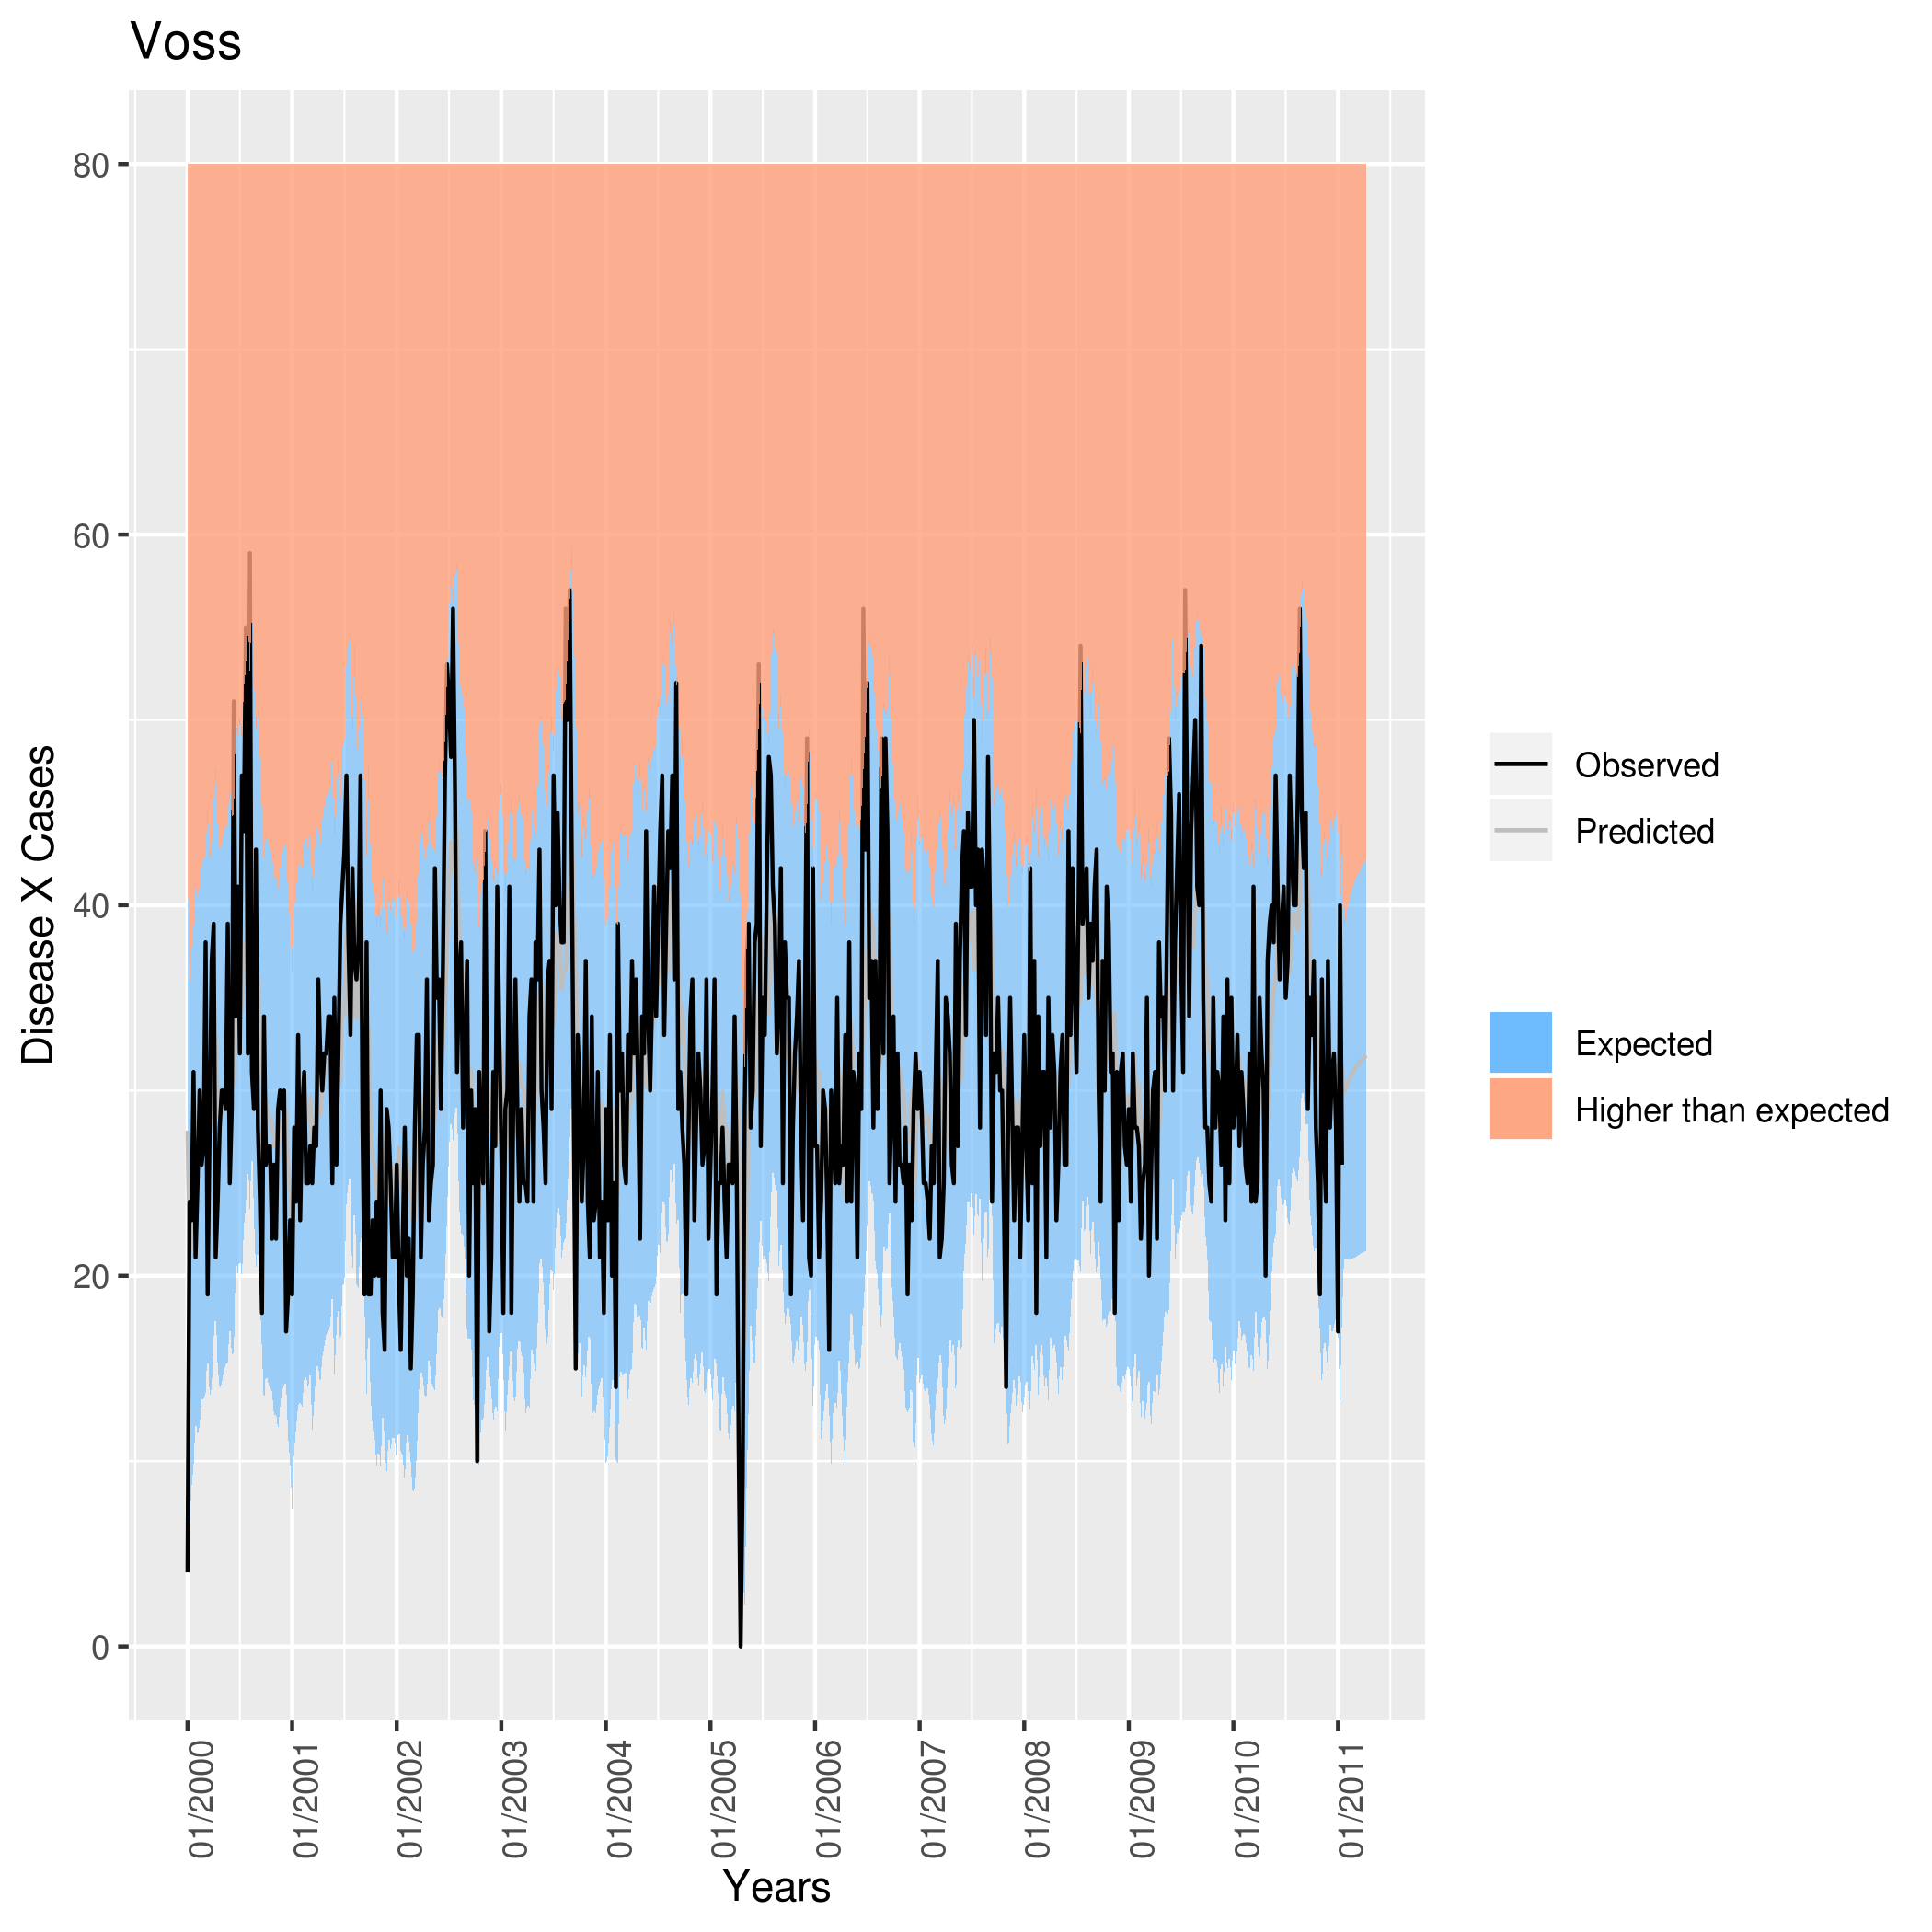 Voss
Disease X Cases
80
60
40
20
0
01/2000
01/2001
01/2002
01/2003
01/2004
01/2005
01/2006
01/2007
01/2008
01/2009
01/2010
01/2011
Years
Observed
Predicted
Expected
Higher than expected